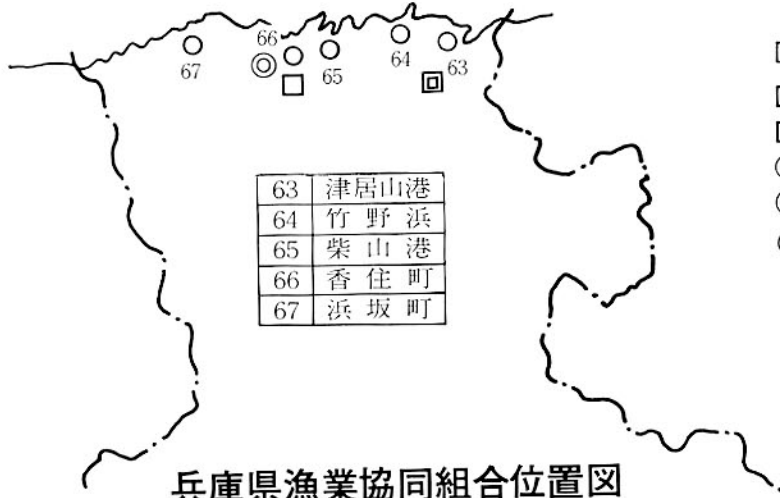 66
67
65
64
63
63 津居山港
64 竹野浜
65 柴山港
66 香住町
67 浜坂町
兵庫県漁業協同組合位置図